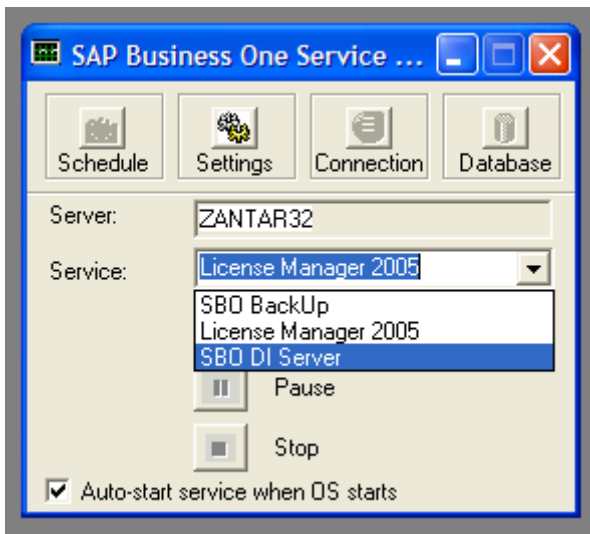 SAP Business One Service ...
Schedule Settings Connection Database
Server: ZANTAR32
Service: License Manager 2005
SBO BackUp
License Manager 2005
SBO DI Server
Pause
Stop
Auto-start service when OS starts